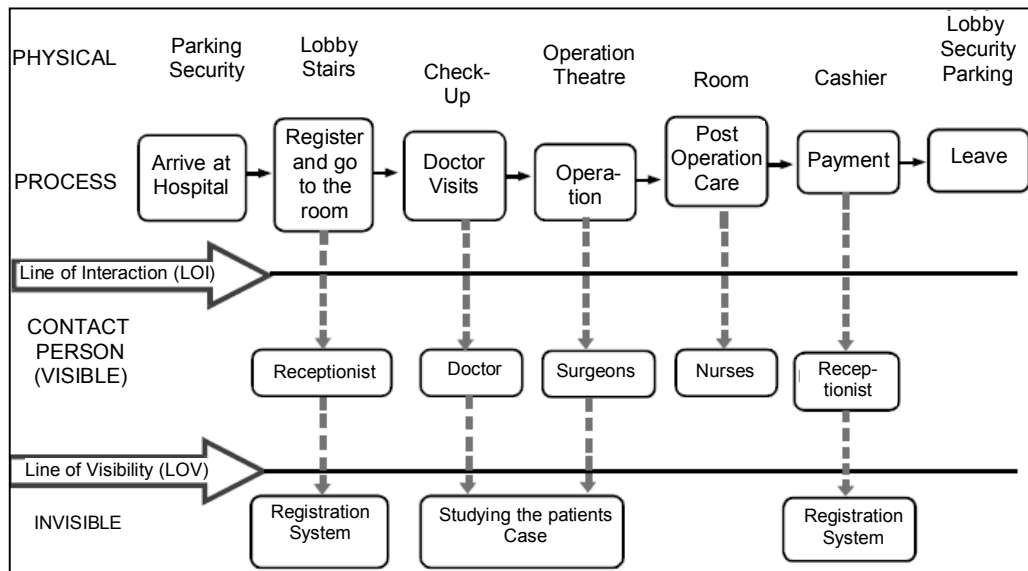 PHYSICAL
Parking
Security
Lobby
Stairs
Check-
Up
Operation
Theatre
Room
Cashier
Lobby
Security
Parking
PROCESS
Arrive at
Hospital
Register
and go
to the
room
Doctor
Visits
Opera-
tion
Post
Operation
Care
Payment
Leave
Line of Interaction (LOI)
CONTACT
PERSON
(VISIBLE)
Receptionist
Doctor
Surgeons
Nurses
Recep-
tionist
Line of Visibility (LOV)
INVISIBLE
Registration
System
Studying the patients
Case
Registration
System